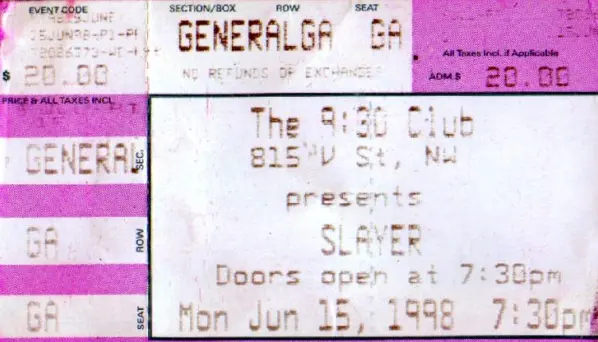 EVENT CODE
SECTION/BOX ROW SEAT
GENERALGA GA
NO REFUNDS OR EXCHANGES
$ 20.00
All Taxes Incl. if Applicable
ADM.$ 20.00
PRICE & ALL TAXES INCL.
GENERAL SEC.
GA ROW
GA SEAT
The 9:30 Club
815 V St, NW
presents
SLAYER
Doors open at 7:30pm
Mon Jun 15, 1998 7:30pm